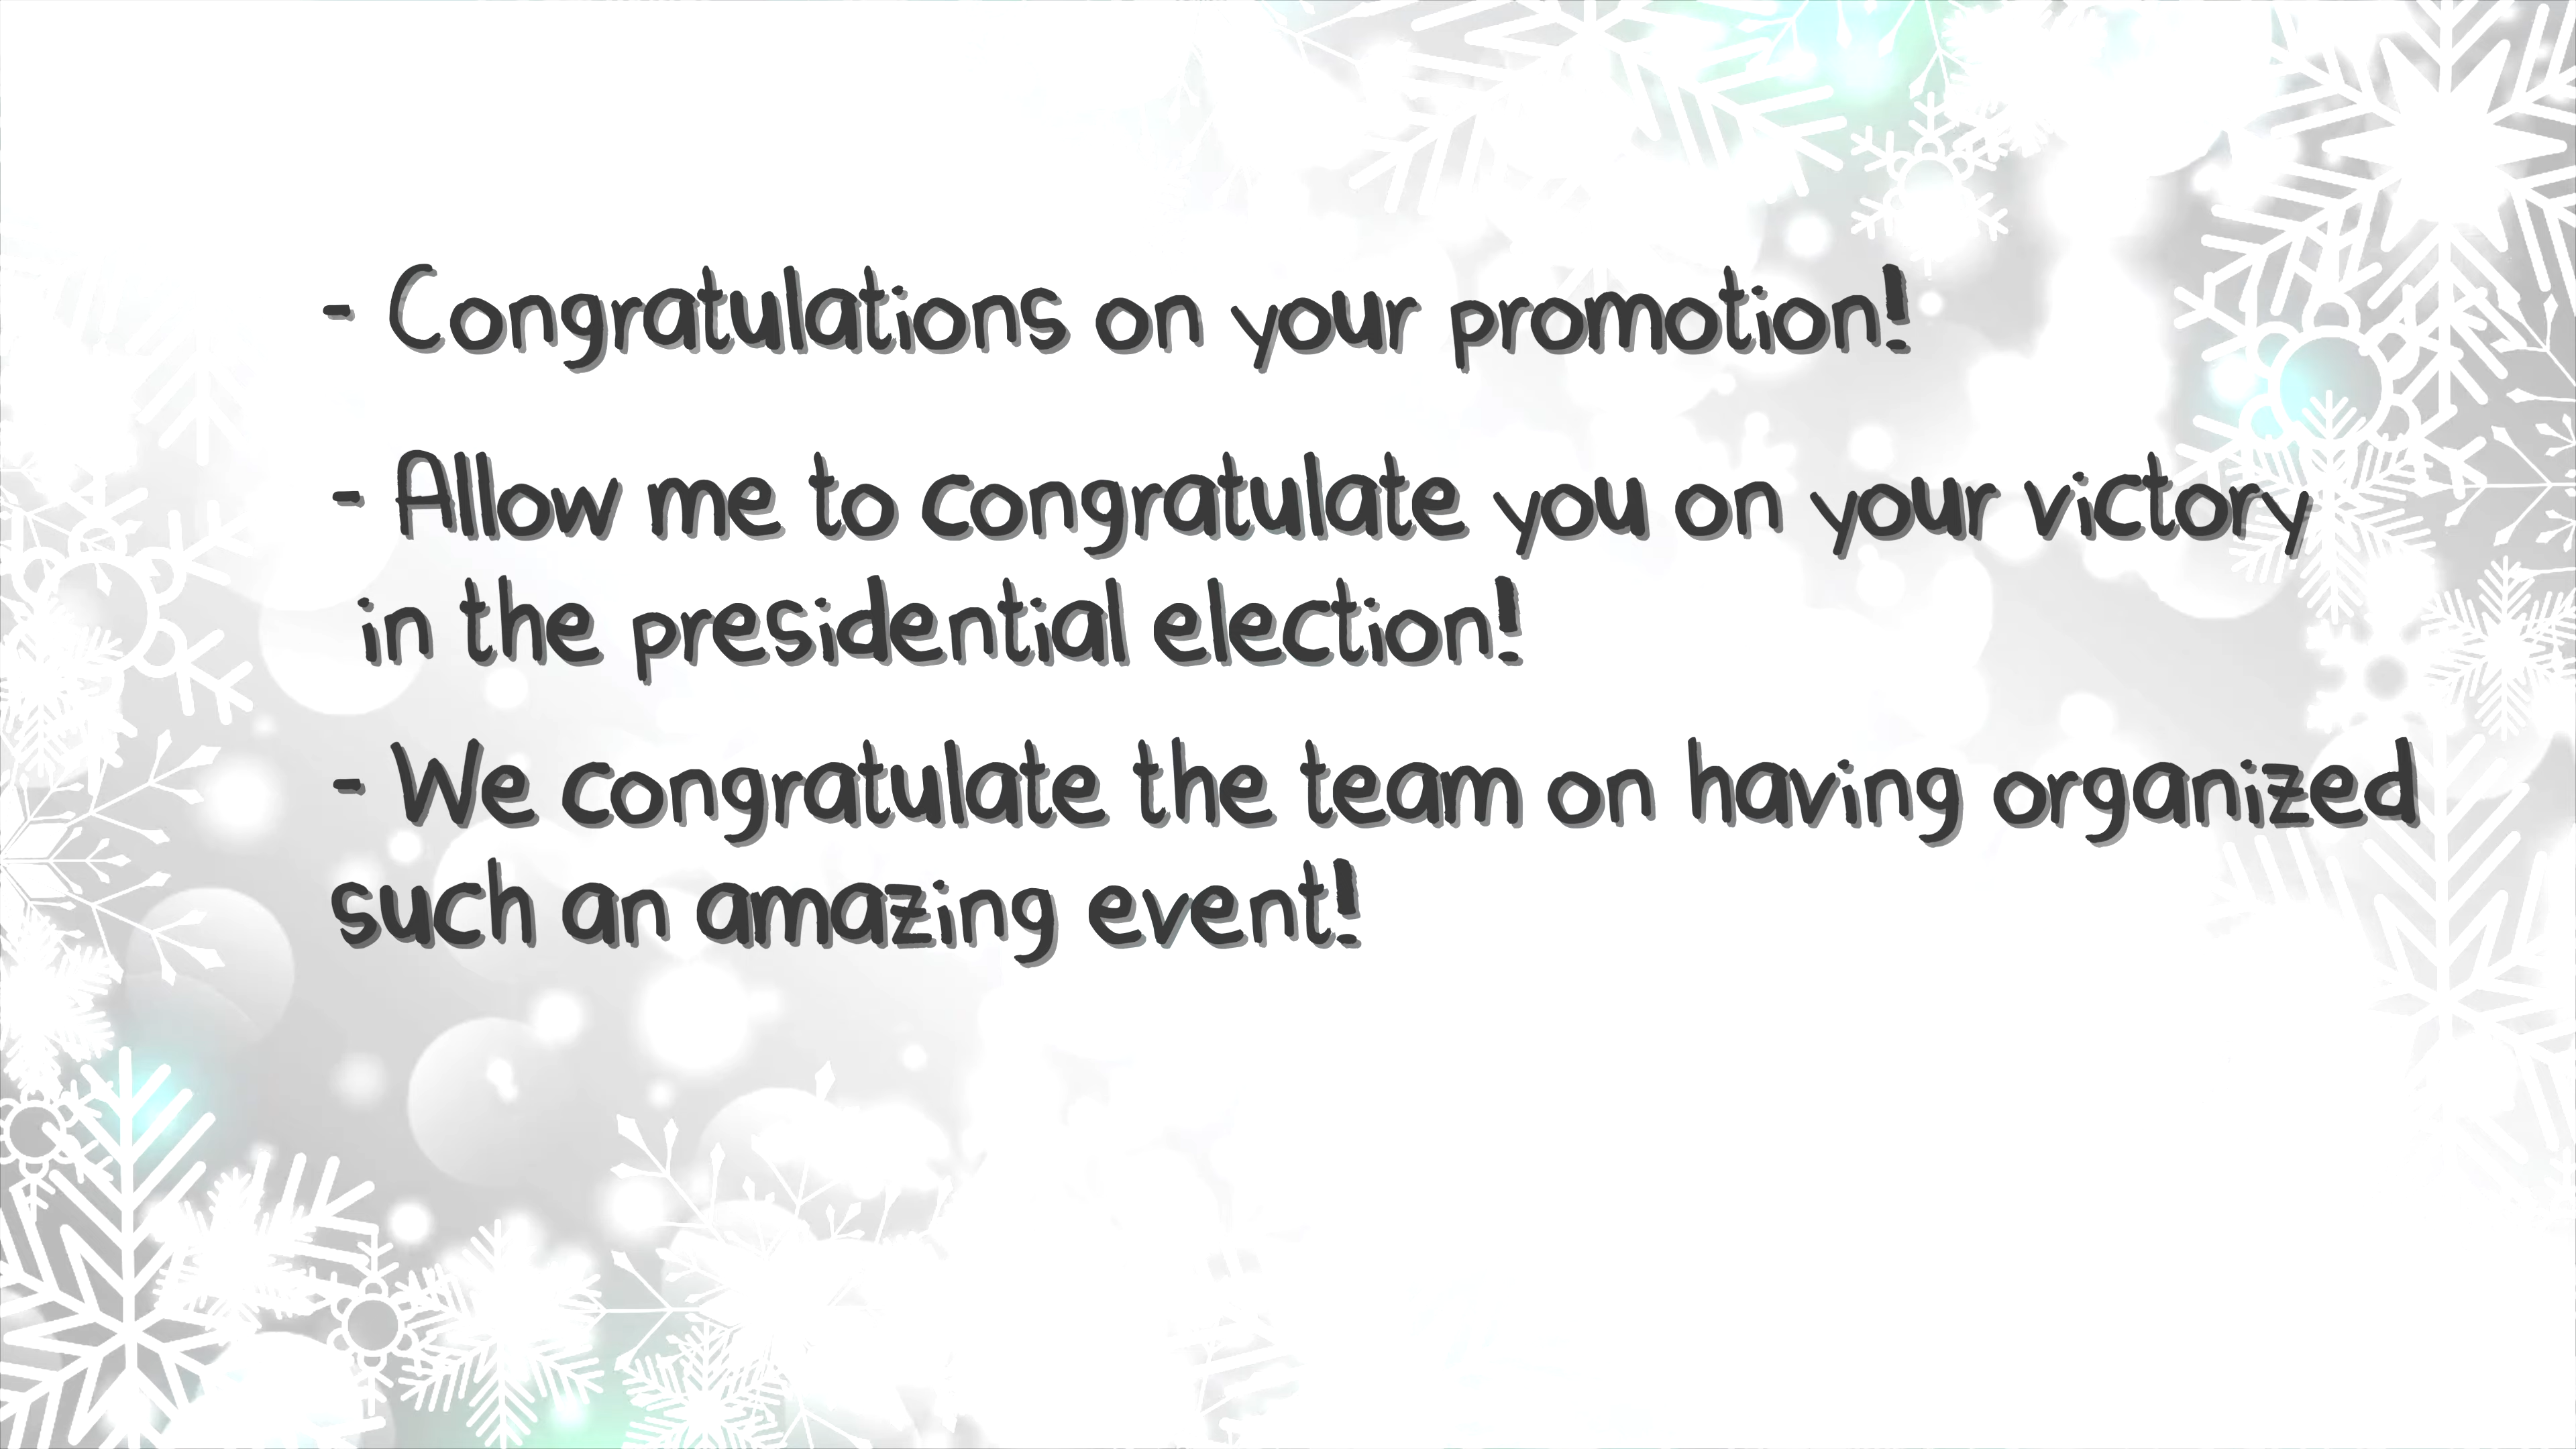 - Congratulations on your promotion!
- Allow me to congratulate you on your victory
in the presidential election!
- We congratulate the team on having organized
such an amazing event!